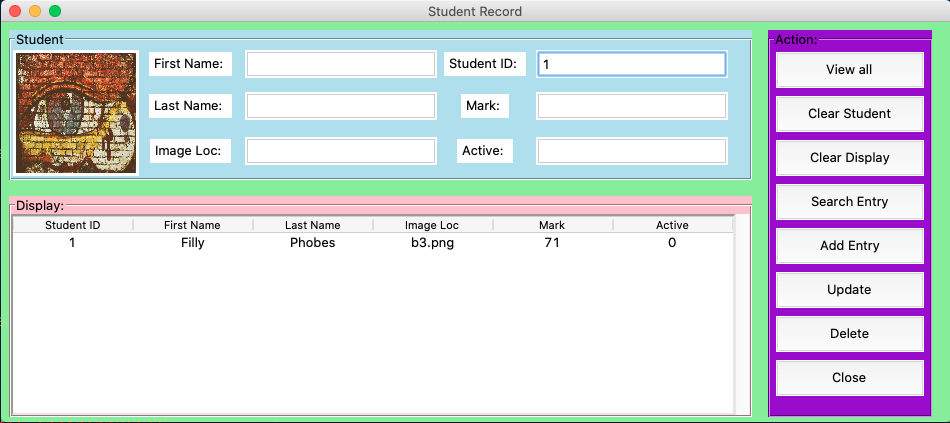 Student Record
Student
First Name:
Student ID: 1
Last Name:
Mark:
Image Loc:
Active:
Display:
Student ID First Name Last Name Image Loc Mark Active
1 Filly Phobes b3.png 71 0
Action:
View all
Clear Student
Clear Display
Search Entry
Add Entry
Update
Delete
Close